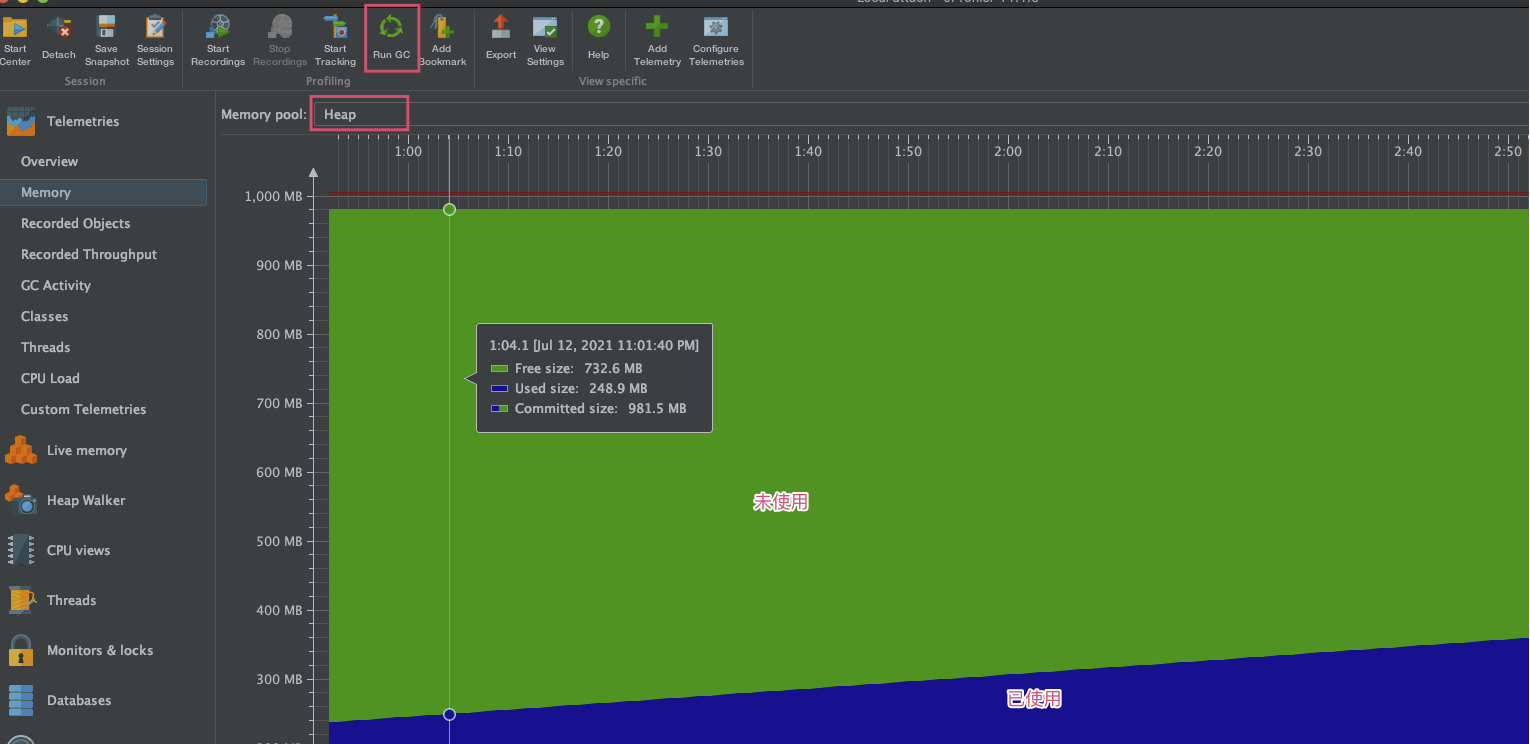 Start Center
Detach
Save Snapshot
Session Settings
Start Recordings
Stop Recordings
Start Tracking
Run GC
Add Bookmark
Export
View Settings
Help
Add Telemetry
Configure Telemetries
Session
Profiling
View specific
Telemetries
Overview
Memory
Recorded Objects
Recorded Throughput
GC Activity
Classes
Threads
CPU Load
Custom Telemetries
Live memory
Heap Walker
CPU views
Threads
Monitors & locks
Databases
Memory pool: Heap
1:00 1:10 1:20 1:30 1:40 1:50 2:00 2:10 2:20 2:30 2:40 2:50
1,000 MB
900 MB
800 MB
700 MB
600 MB
500 MB
400 MB
300 MB
1:04.1 [Jul 12, 2021 11:01:40 PM]
Free size: 732.6 MB
Used size: 248.9 MB
Committed size: 981.5 MB
未使用
已使用